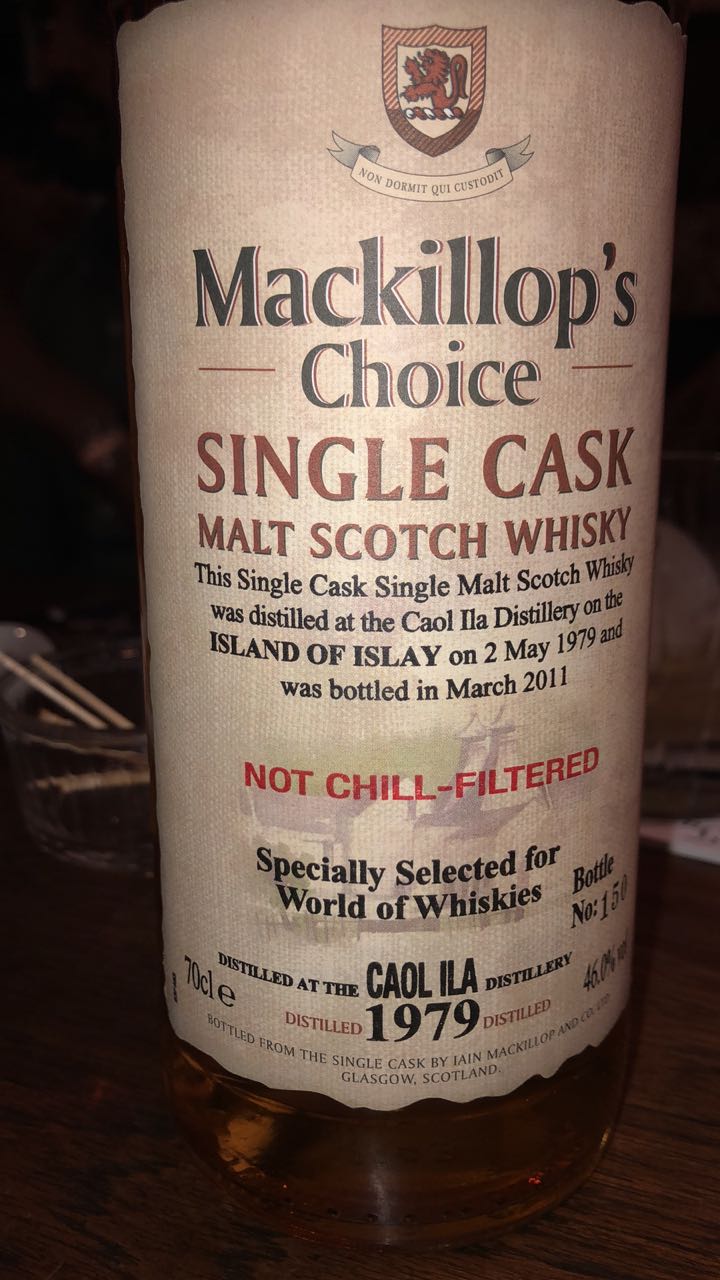 NON DORMIT QUI CUSTODIT
Mackillop's
Choice
SINGLE CASK
MALT SCOTCH WHISKY
This Single Cask Single Malt Scotch Whisky
was distilled at the Caol Ila Distillery on the
ISLAND OF ISLAY on 2 May 1979 and
was bottled in March 2011
NOT CHILL-FILTERED
Specially Selected for
World of Whiskies
Bottle
No: 150
DISTILLED AT THE CAOL ILA DISTILLERY
70cl e
46.0% vol
DISTILLED 1979 DISTILLED
BOTTLED FROM THE SINGLE CASK BY IAIN MACKILLOP AND CO. LTD
GLASGOW, SCOTLAND.